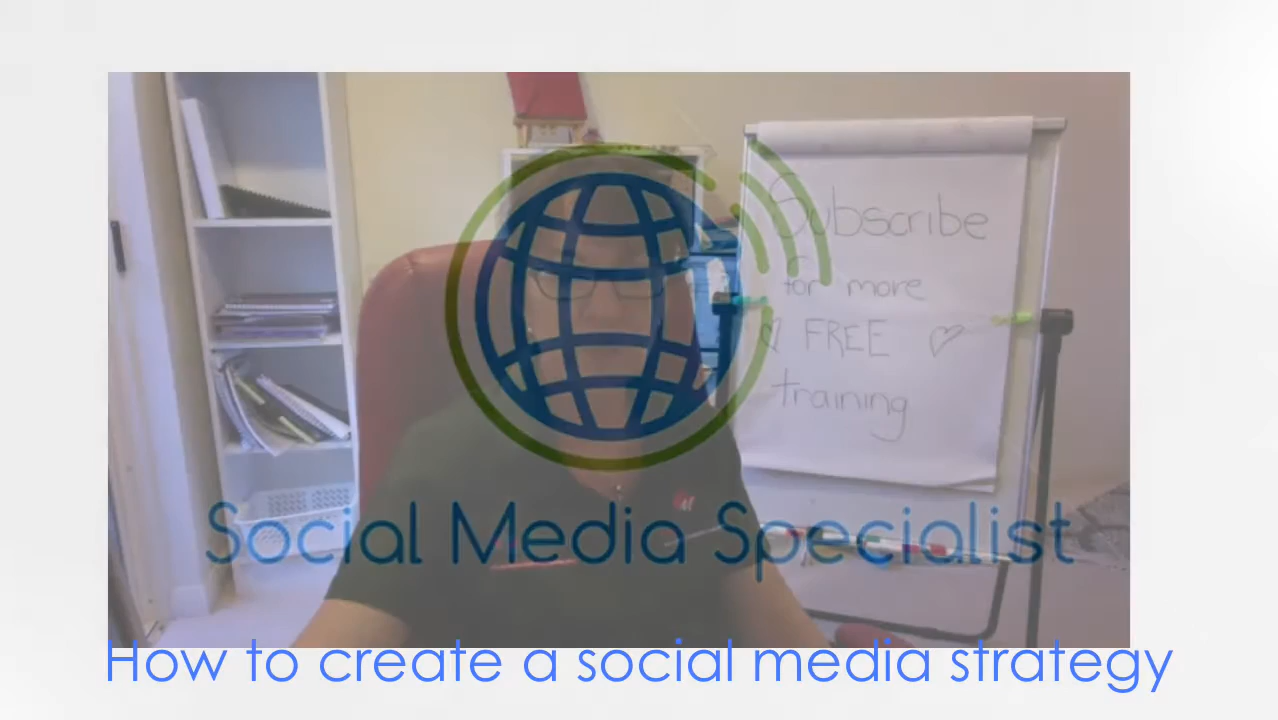 Subscribe
for more
FREE
training
Social Media Specialist
How to create a social media strategy